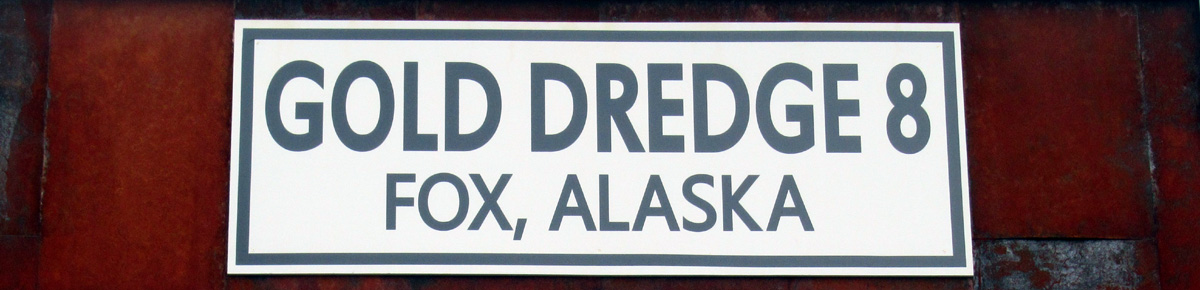 GOLD DREDGE 8
FOX, ALASKA